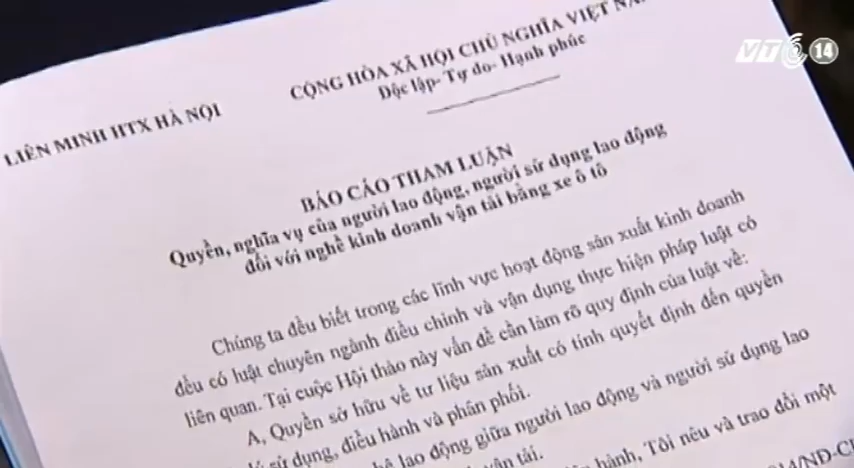 VTC 14
LIÊN MINH HTX HÀ NỘI
CỘNG HÒA XÃ HỘI CHỦ NGHĨA VIỆT
Độc lập- Tự do- Hạnh phúc
BÁO CÁO THAM LUẬN
Quyền, nghĩa vụ của người lao động, người sử dụng lao động
đối với nghề kinh doanh vận tải bằng xe ô tô
Chúng ta đều biết trong các lĩnh vực hoạt động sản xuất kinh doanh
đều có luật chuyên ngành điều chỉnh và vận dụng thực hiện pháp luật có
liên quan. Tại cuộc Hội thảo này vấn đề cần làm rõ quy định của luật về:
A, Quyền sở hữu về tư liệu sản xuất có tính quyết định đến quyền
sử dụng, điều hành và phân phối.
lao động giữa người lao động và người sử dụng lao
vận tải.
hành, Tôi nêu và trao đổi một